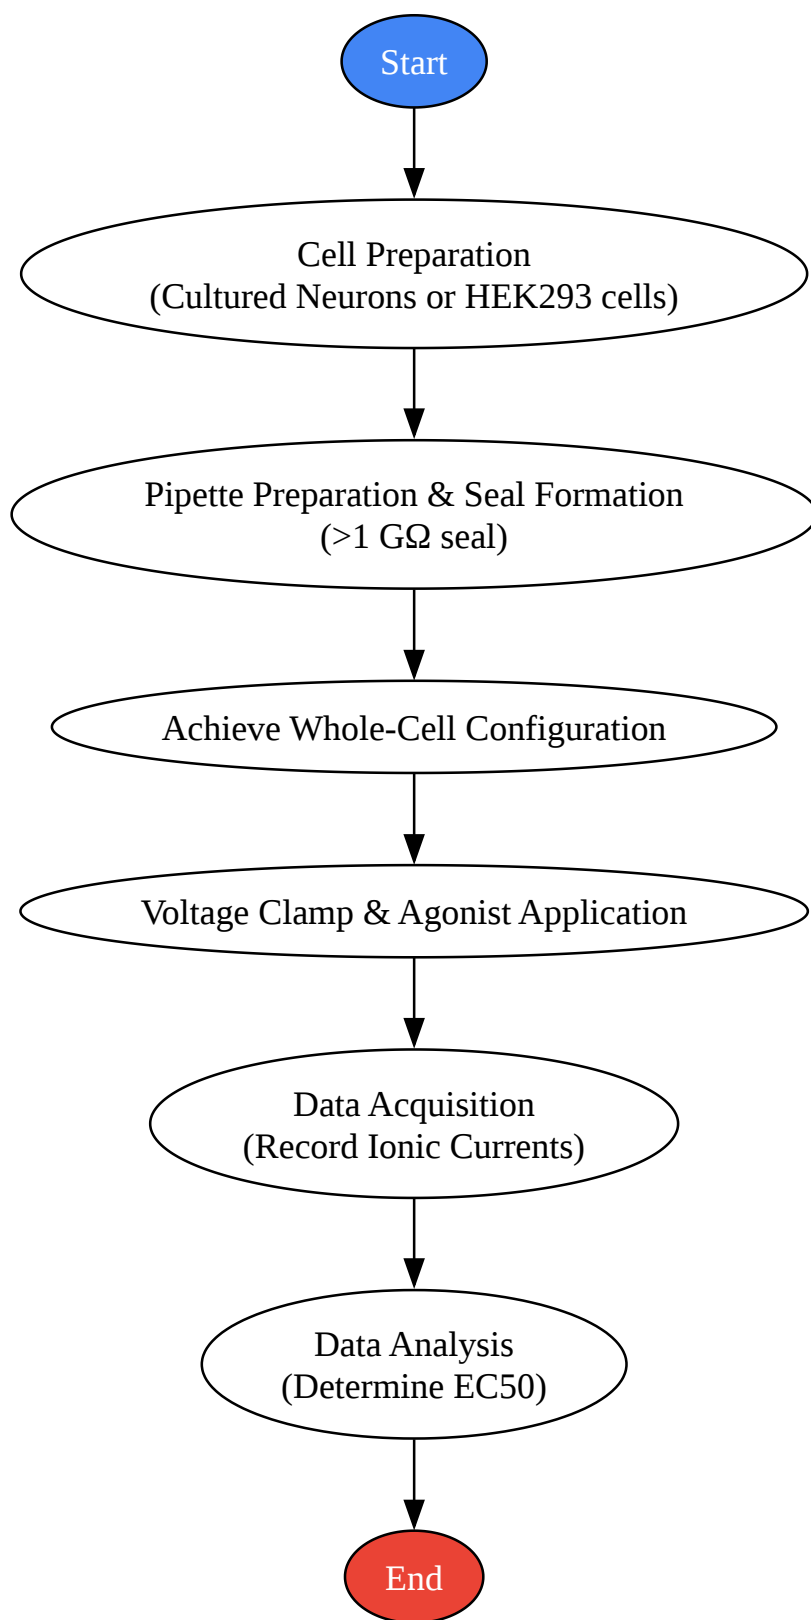 Start
Cell Preparation
(Cultured Neurons or HEK293 cells)
Pipette Preparation & Seal Formation
(>1 GΩ seal)
Achieve Whole-Cell Configuration
Voltage Clamp & Agonist Application
Data Acquisition
(Record Ionic Currents)
Data Analysis
(Determine EC50)
End